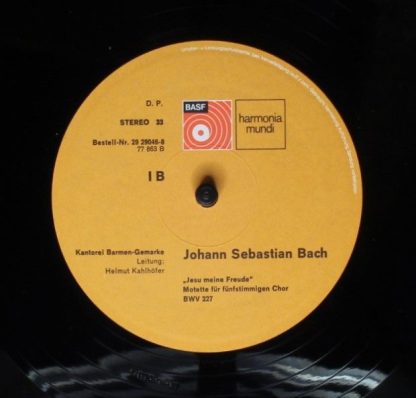 D. P.
STEREO 33
Bestell-Nr. 29 29046-8
77 863 B
I B
BASF
harmonia
mundi
Kantorei Barmen-Gemarke
Leitung:
Helmut Kahlhöfer
Johann Sebastian Bach
„Jesu meine Freude"
Motette für fünfstimmigen Chor
BWV 227